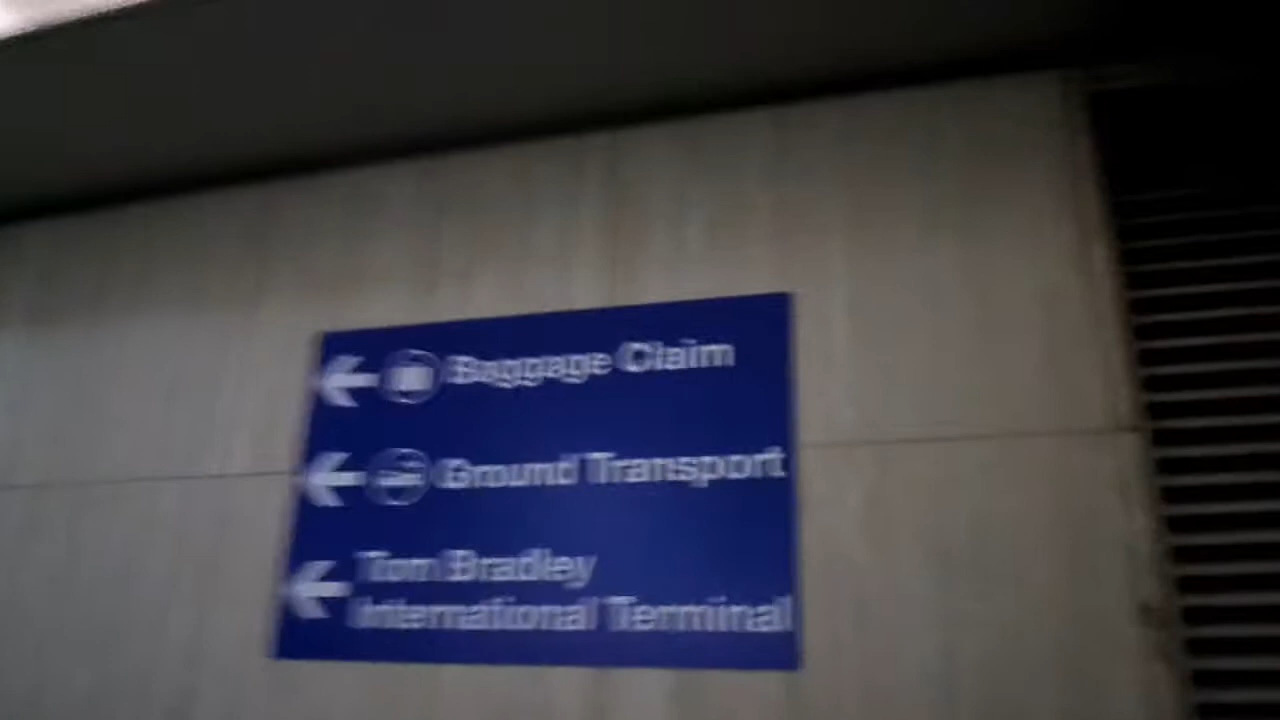 Baggage Claim
Ground Transport
Tom Bradley
International Terminal